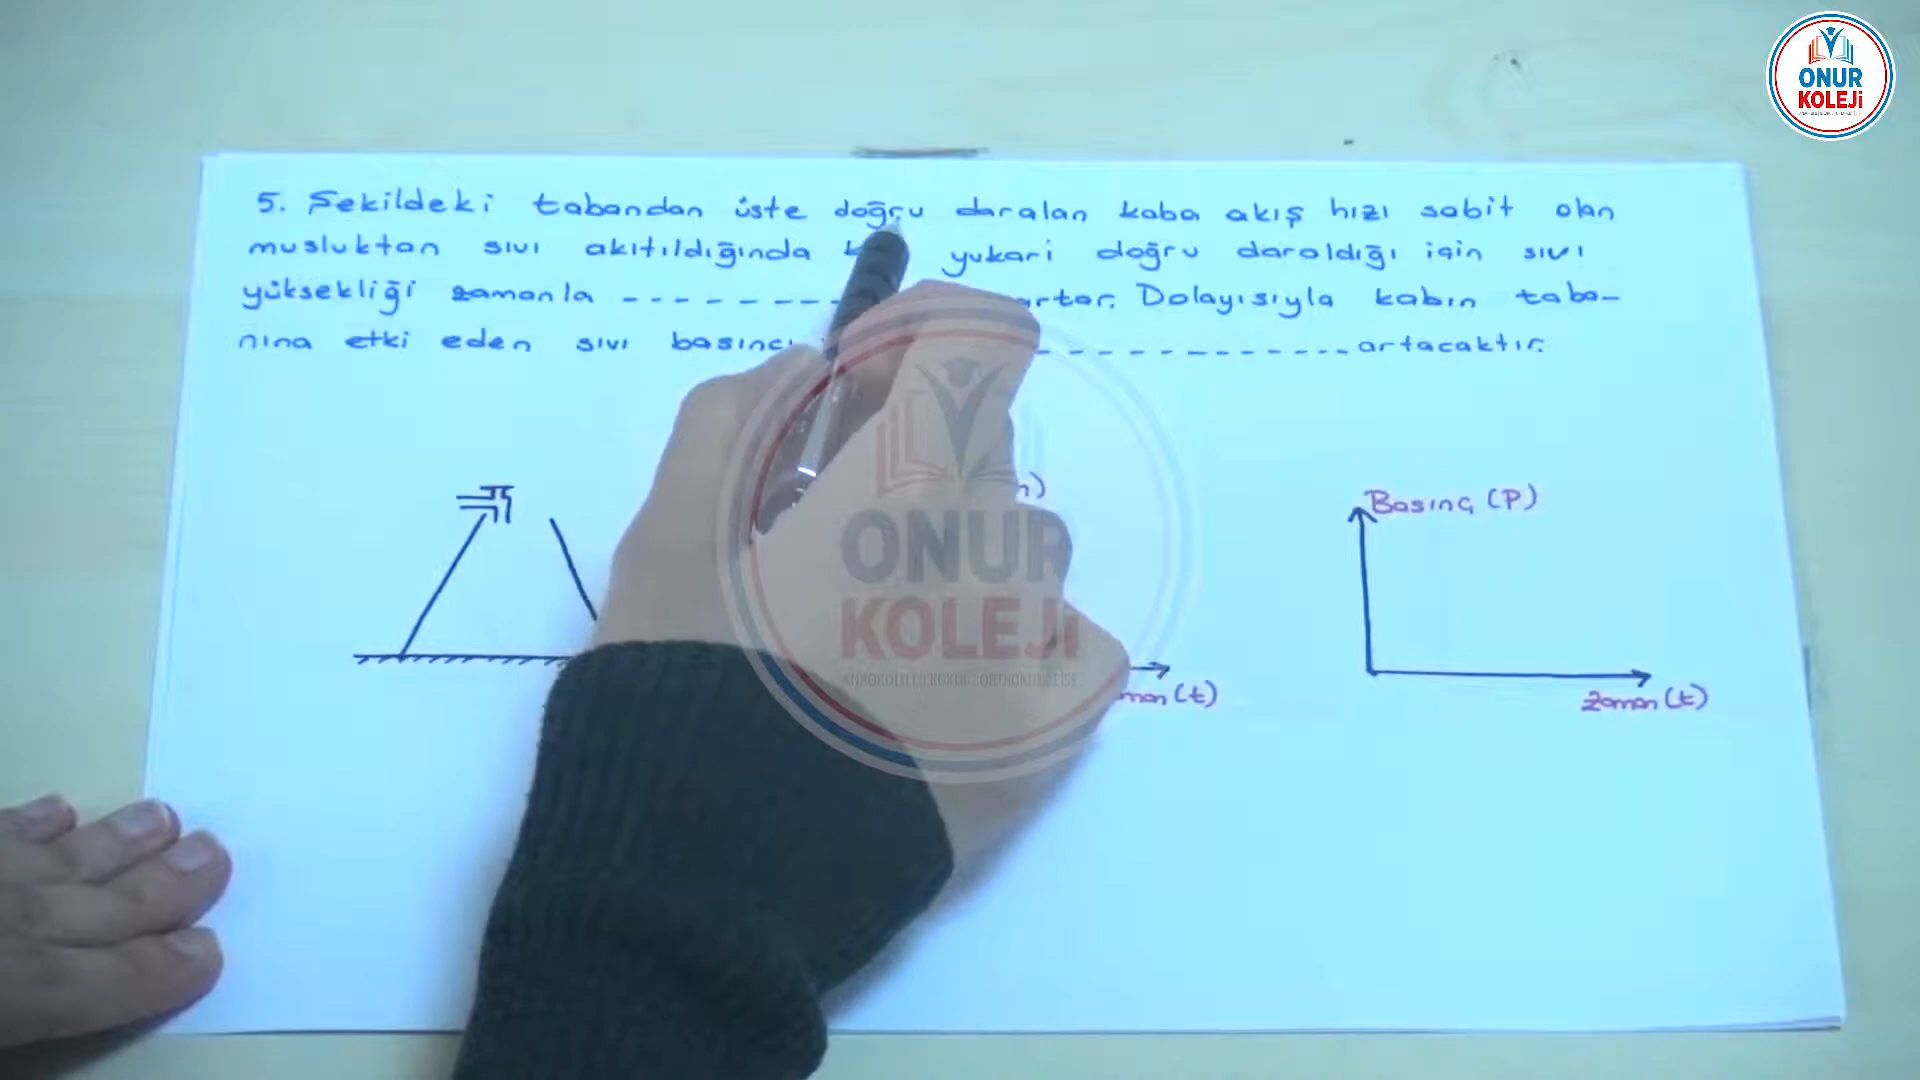 5. Şekildeki tabandan üste doğru daralan kaba akış hızı sabit olan
musluktan sıvı akıtıldığında yukari doğru daraldığı için sıvı
yüksekliği zamanla - - - - - - - - artar. Dolayısıyla kabın taba-
nına etki eden sıvı basıncı - - - - - - - - - - - - artacaktır.
Basınç (P)
zaman (t)
zaman (t)
ONUR
KOLEJİ
ONUR
KOLEJİ